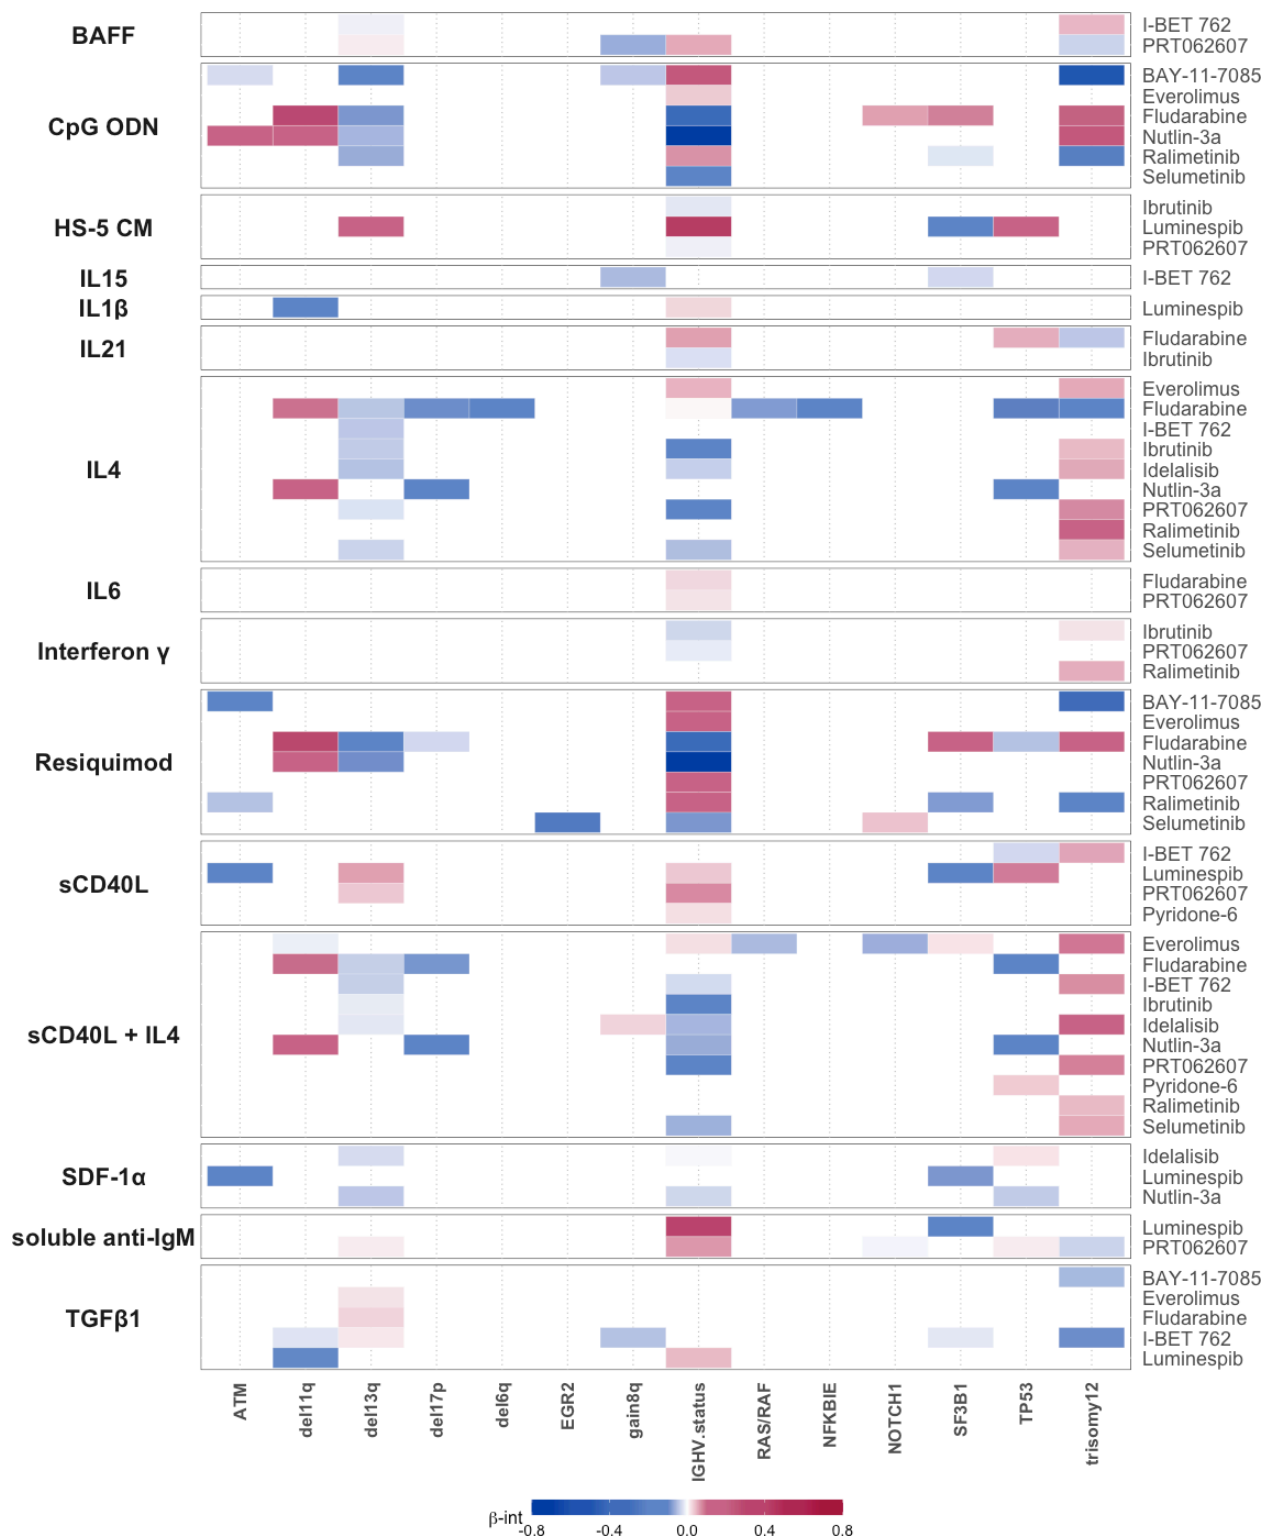 BAFF
I-BET 762
PRT062607
CpG ODN
BAY-11-7085
Everolimus
Fludarabine
Nutlin-3a
Ralimetinib
Selumetinib
HS-5 CM
Ibrutinib
Luminespib
PRT062607
IL15
I-BET 762
IL1β
Luminespib
IL21
Fludarabine
Ibrutinib
IL4
Everolimus
Fludarabine
I-BET 762
Ibrutinib
Idelalisib
Nutlin-3a
PRT062607
Ralimetinib
Selumetinib
IL6
Fludarabine
PRT062607
Interferon γ
Ibrutinib
PRT062607
Ralimetinib
Resiquimod
BAY-11-7085
Everolimus
Fludarabine
Nutlin-3a
PRT062607
Ralimetinib
Selumetinib
sCD40L
I-BET 762
Luminespib
PRT062607
Pyridone-6
sCD40L + IL4
Everolimus
Fludarabine
I-BET 762
Ibrutinib
Idelalisib
Nutlin-3a
PRT062607
Pyridone-6
Ralimetinib
Selumetinib
SDF-1α
Idelalisib
Luminespib
Nutlin-3a
soluble anti-IgM
Luminespib
PRT062607
TGFβ1
BAY-11-7085
Everolimus
Fludarabine
I-BET 762
Luminespib
ATM
del11q
del13q
del17p
del6q
EGR2
gain8q
IGHV.status
RAS/RAF
NFKBIE
NOTCH1
SF3B1
TP53
trisomy12
β-int
-0.8 -0.4 0.0 0.4 0.8